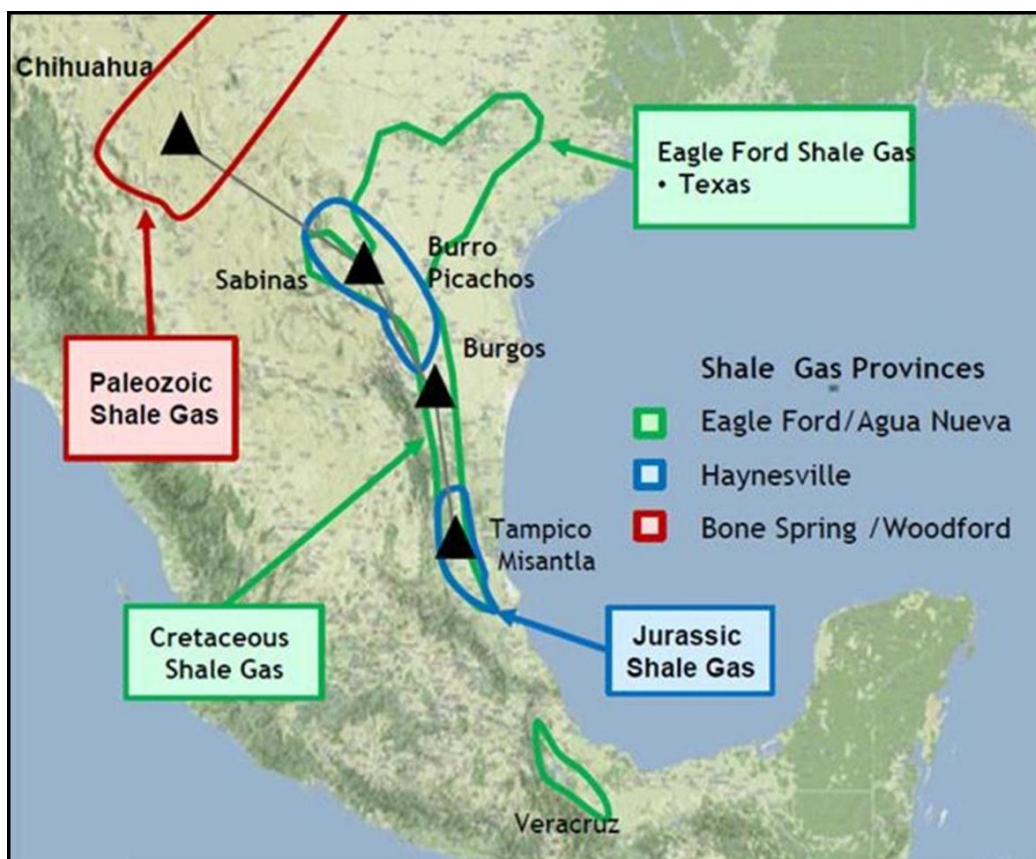 Chihuahua
Eagle Ford Shale Gas
• Texas
Burro
Picachos
Sabinas
Burgos
Paleozoic
Shale Gas
Shale Gas Provinces
Eagle Ford/Agua Nueva
Haynesville
Bone Spring /Woodford
Tampico
Misantla
Cretaceous
Shale Gas
Jurassic
Shale Gas
Veracruz